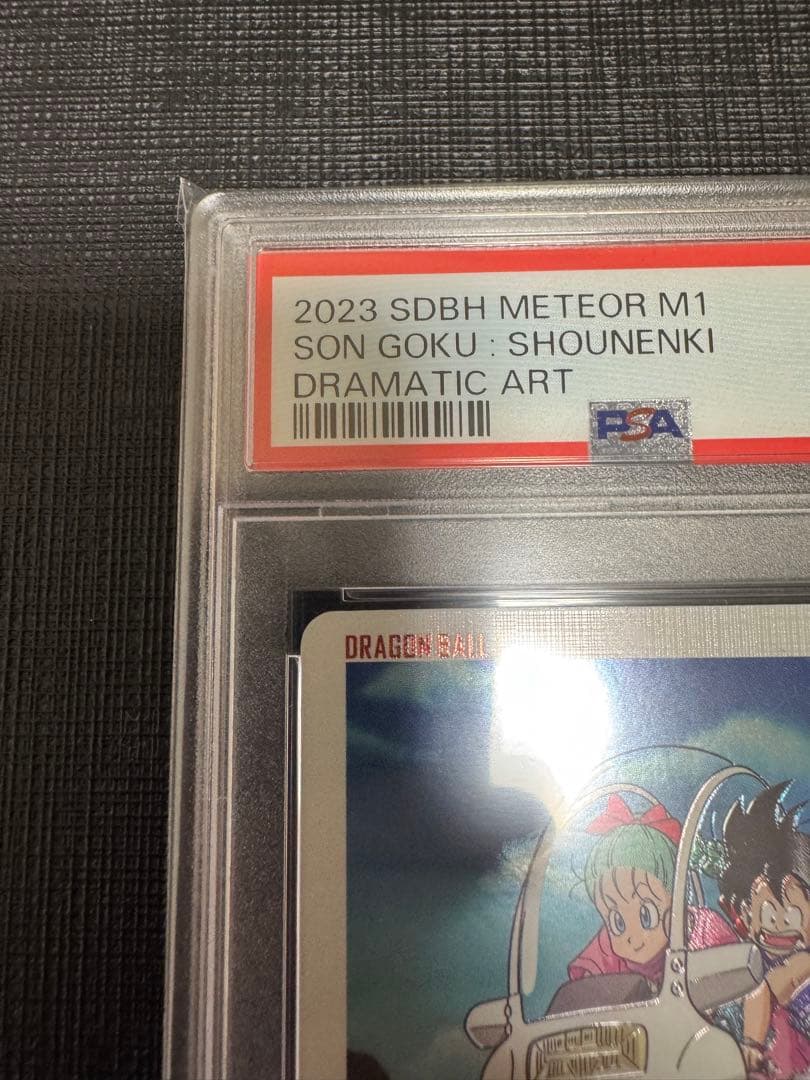 2023 SDBH METEOR M1
SON GOKU : SHOUNENKI
DRAMATIC ART
PSA
DRAGON BALL